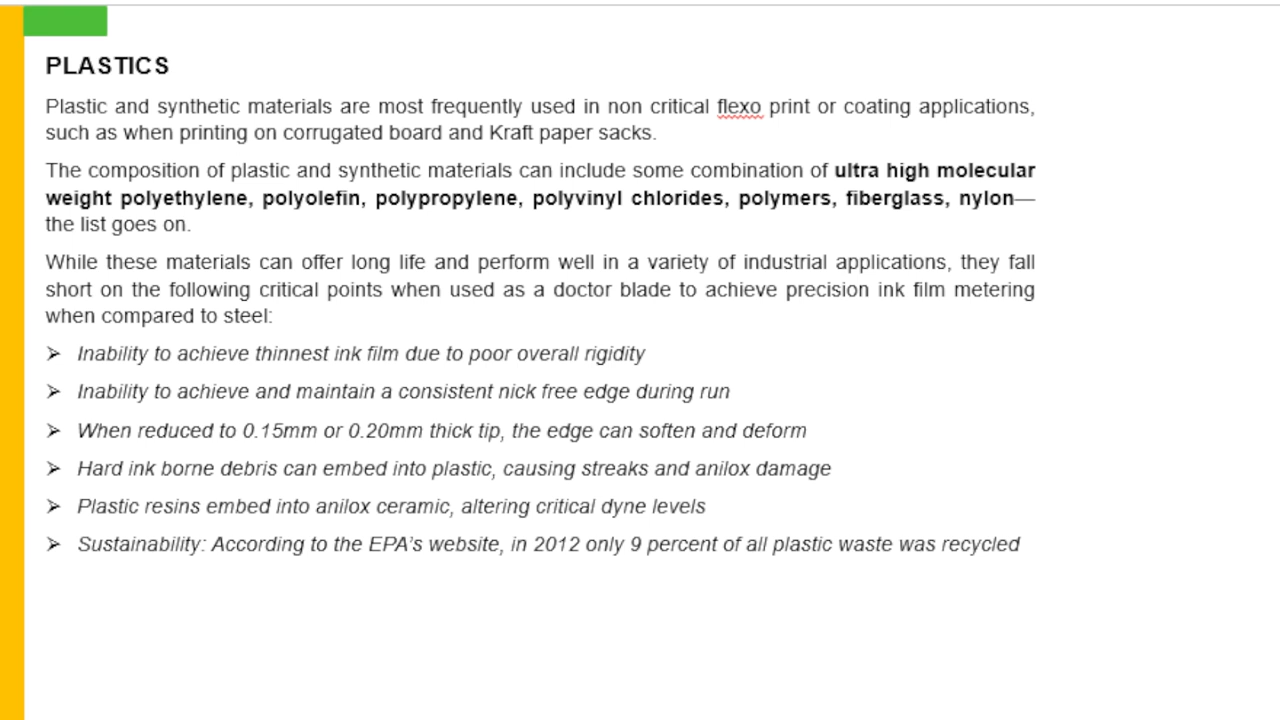 PLASTICS
Plastic and synthetic materials are most frequently used in non critical flexo print or coating applications,
such as when printing on corrugated board and Kraft paper sacks.
The composition of plastic and synthetic materials can include some combination of ultra high molecular
weight polyethylene, polyolefin, polypropylene, polyvinyl chlorides, polymers, fiberglass, nylon—
the list goes on.
While these materials can offer long life and perform well in a variety of industrial applications, they fall
short on the following critical points when used as a doctor blade to achieve precision ink film metering
when compared to steel:
➢ Inability to achieve thinnest ink film due to poor overall rigidity
➢ Inability to achieve and maintain a consistent nick free edge during run
➢ When reduced to 0.15mm or 0.20mm thick tip, the edge can soften and deform
➢ Hard ink borne debris can embed into plastic, causing streaks and anilox damage
➢ Plastic resins embed into anilox ceramic, altering critical dyne levels
➢ Sustainability: According to the EPA’s website, in 2012 only 9 percent of all plastic waste was recycled